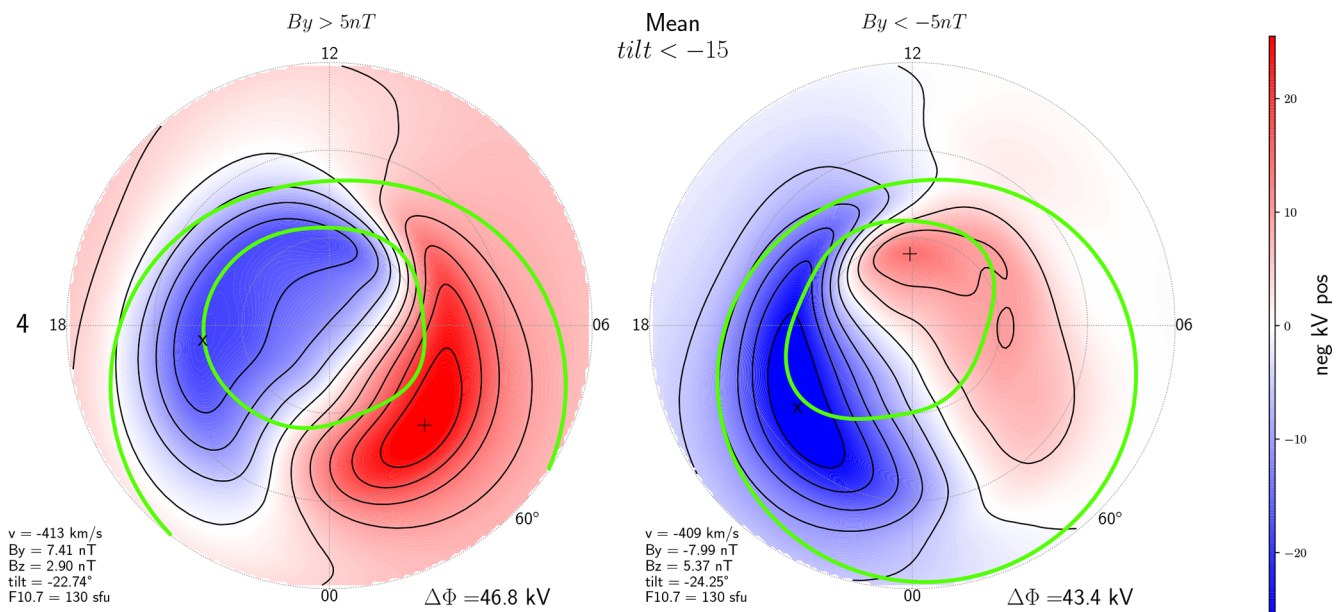 By > 5nT
Mean
tilt < −15
By < −5nT
12
12
4
18
06
18
06
60°
60°
00
00
v = -413 km/s
By = 7.41 nT
Bz = 2.90 nT
tilt = -22.74°
F10.7 = 130 sfu
ΔΦ =46.8 kV
v = -409 km/s
By = -7.99 nT
Bz = 5.37 nT
tilt = -24.25°
F10.7 = 130 sfu
ΔΦ =43.4 kV
20
10
0
−10
−20
neg kV pos
x
+
x
+